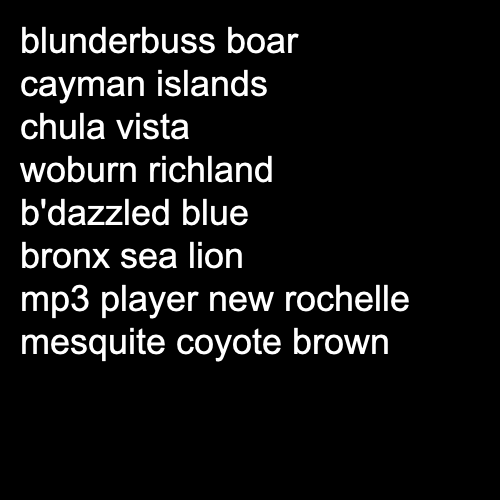 blunderbuss boar
cayman islands
chula vista
woburn richland
b'dazzled blue
bronx sea lion
mp3 player new rochelle
mesquite coyote brown